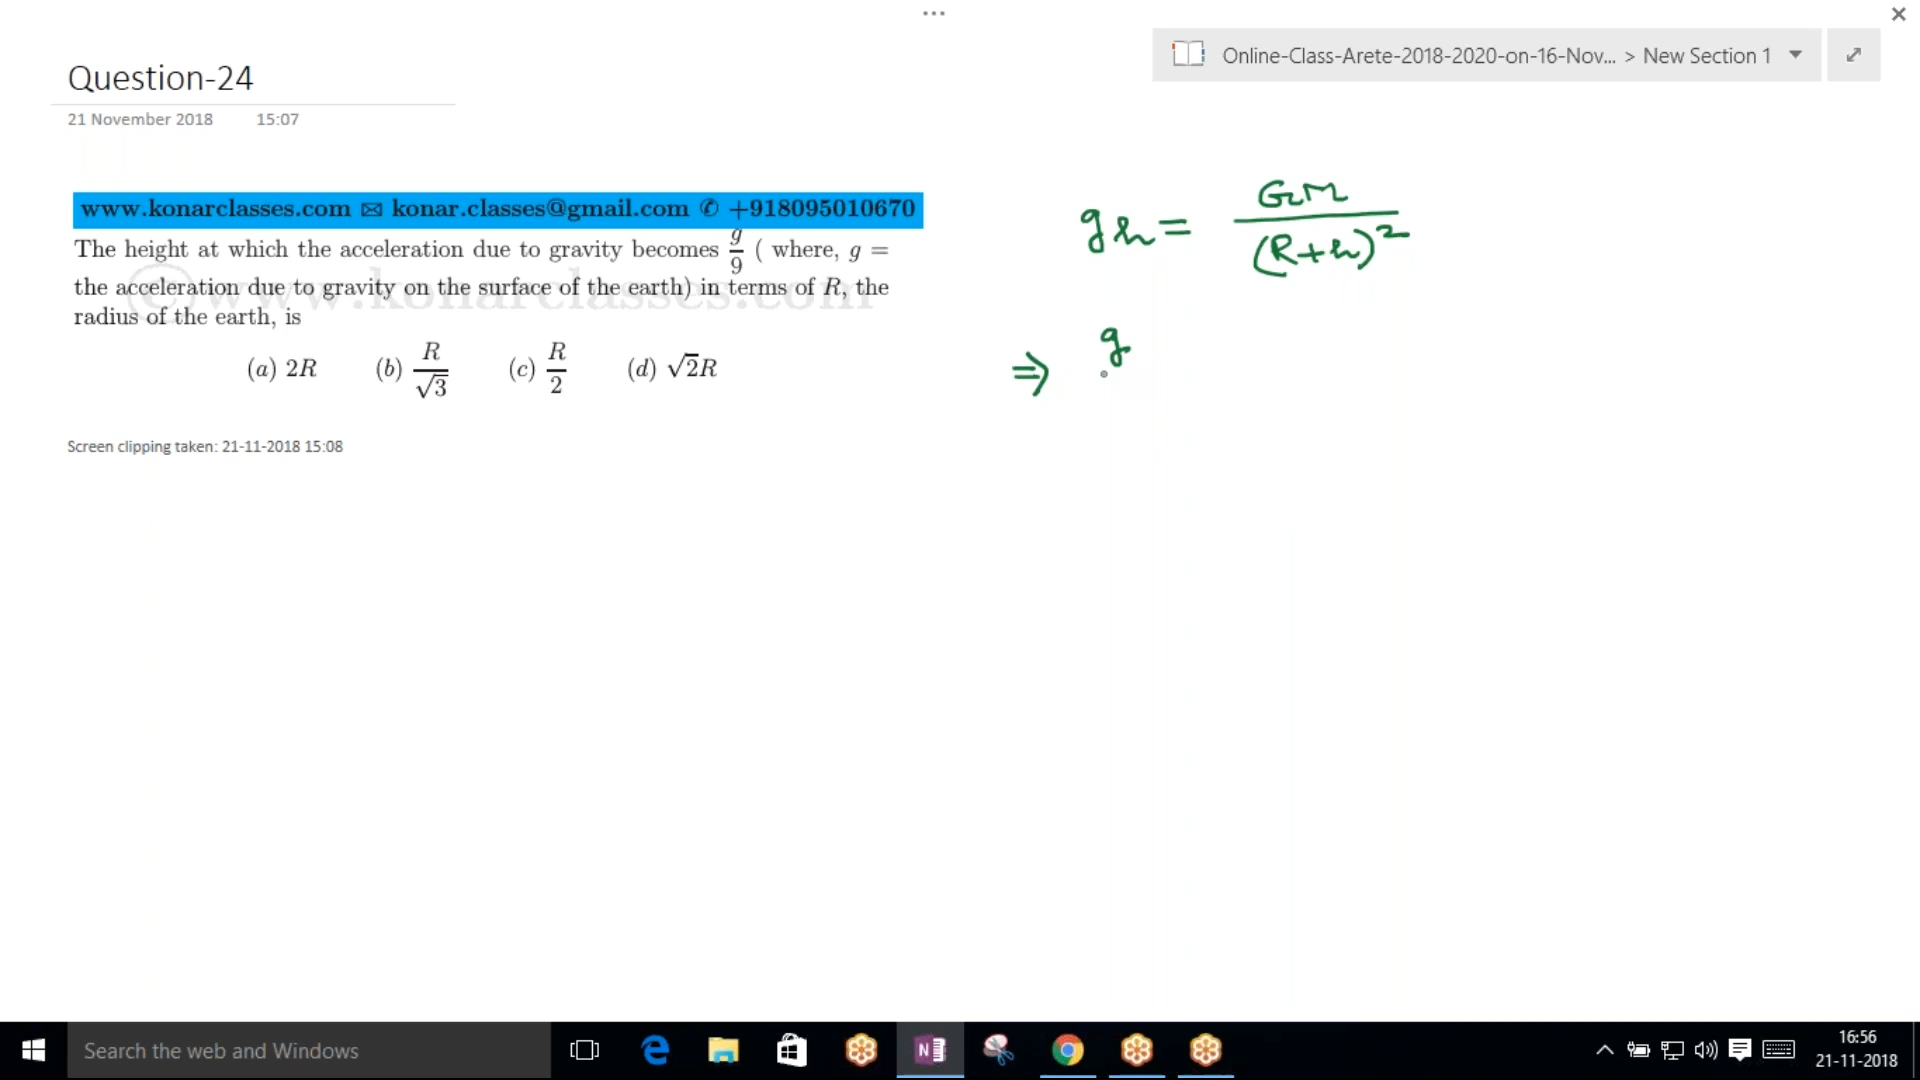 Online-Class-Arete-2018-2020-on-16-Nov... > New Section 1
Question-24
21 November 2018 15:07
www.konarclasses.com ✉ konar.classes@gmail.com ✆ +918095010670
The height at which the acceleration due to gravity becomes g/9 ( where, g =
the acceleration due to gravity on the surface of the earth) in terms of R, the
radius of the earth, is
(a) 2R (b) R/√3 (c) R/2 (d) √2R
©www.konarclasses.com
Screen clipping taken: 21-11-2018 15:08
gh = GM/(R+h)²
⇒ g
Search the web and Windows
16:56
21-11-2018